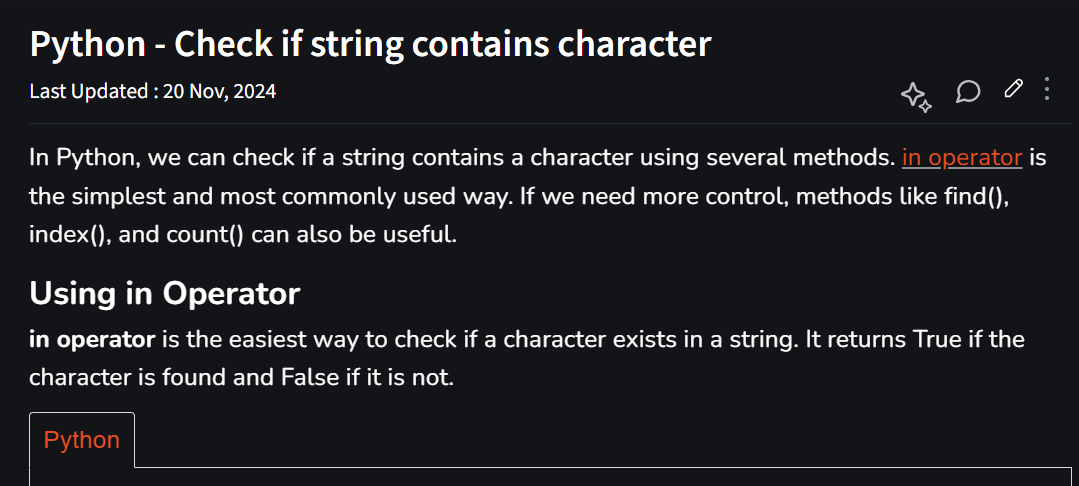 Python - Check if string contains character
Last Updated : 20 Nov, 2024
In Python, we can check if a string contains a character using several methods. in operator is
the simplest and most commonly used way. If we need more control, methods like find(),
index(), and count() can also be useful.
Using in Operator
in operator is the easiest way to check if a character exists in a string. It returns True if the
character is found and False if it is not.
Python